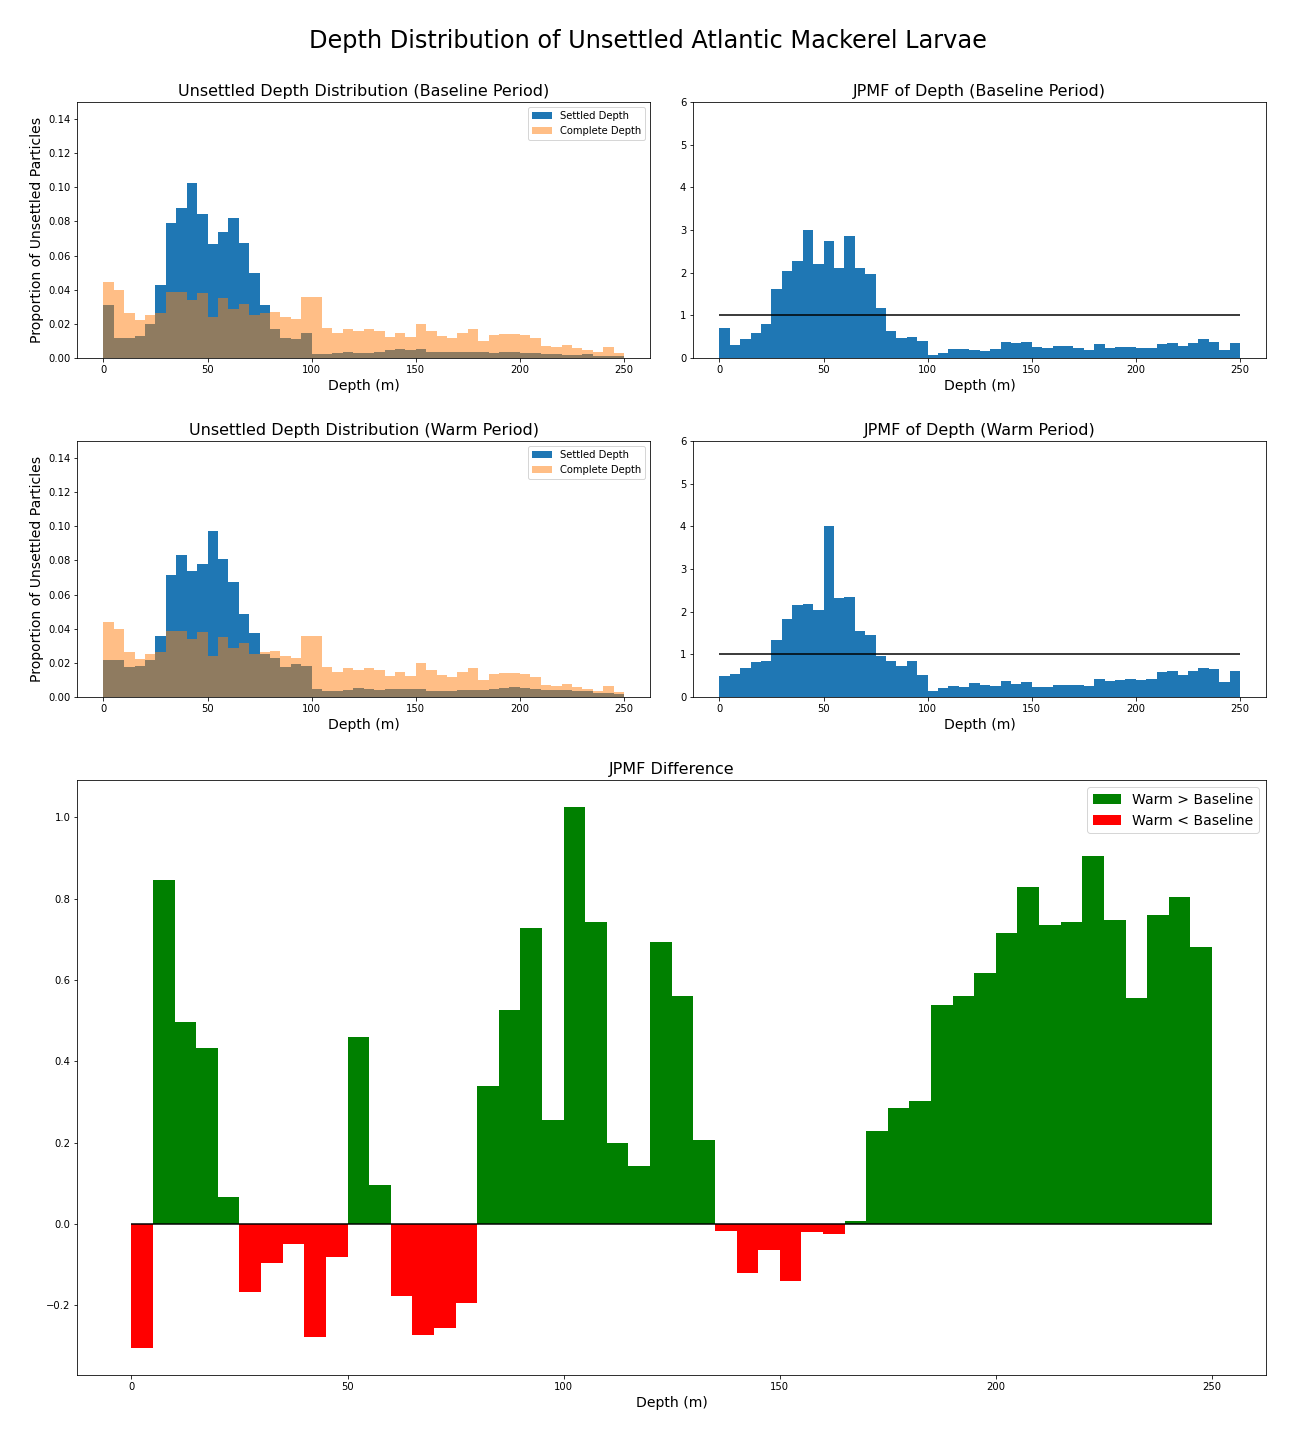 Depth Distribution of Unsettled Atlantic Mackerel Larvae
Unsettled Depth Distribution (Baseline Period)
Proportion of Unsettled Particles
0.14
0.12
0.10
0.08
0.06
0.04
0.02
0.00
Settled Depth
Complete Depth
0 50 100 150 200 250
Depth (m)
JPMF of Depth (Baseline Period)
6
5
4
3
2
1
0
0 50 100 150 200 250
Depth (m)
Unsettled Depth Distribution (Warm Period)
Proportion of Unsettled Particles
0.14
0.12
0.10
0.08
0.06
0.04
0.02
0.00
Settled Depth
Complete Depth
0 50 100 150 200 250
Depth (m)
JPMF of Depth (Warm Period)
6
5
4
3
2
1
0
0 50 100 150 200 250
Depth (m)
JPMF Difference
1.0
0.8
0.6
0.4
0.2
0.0
−0.2
Warm > Baseline
Warm < Baseline
0 50 100 150 200 250
Depth (m)